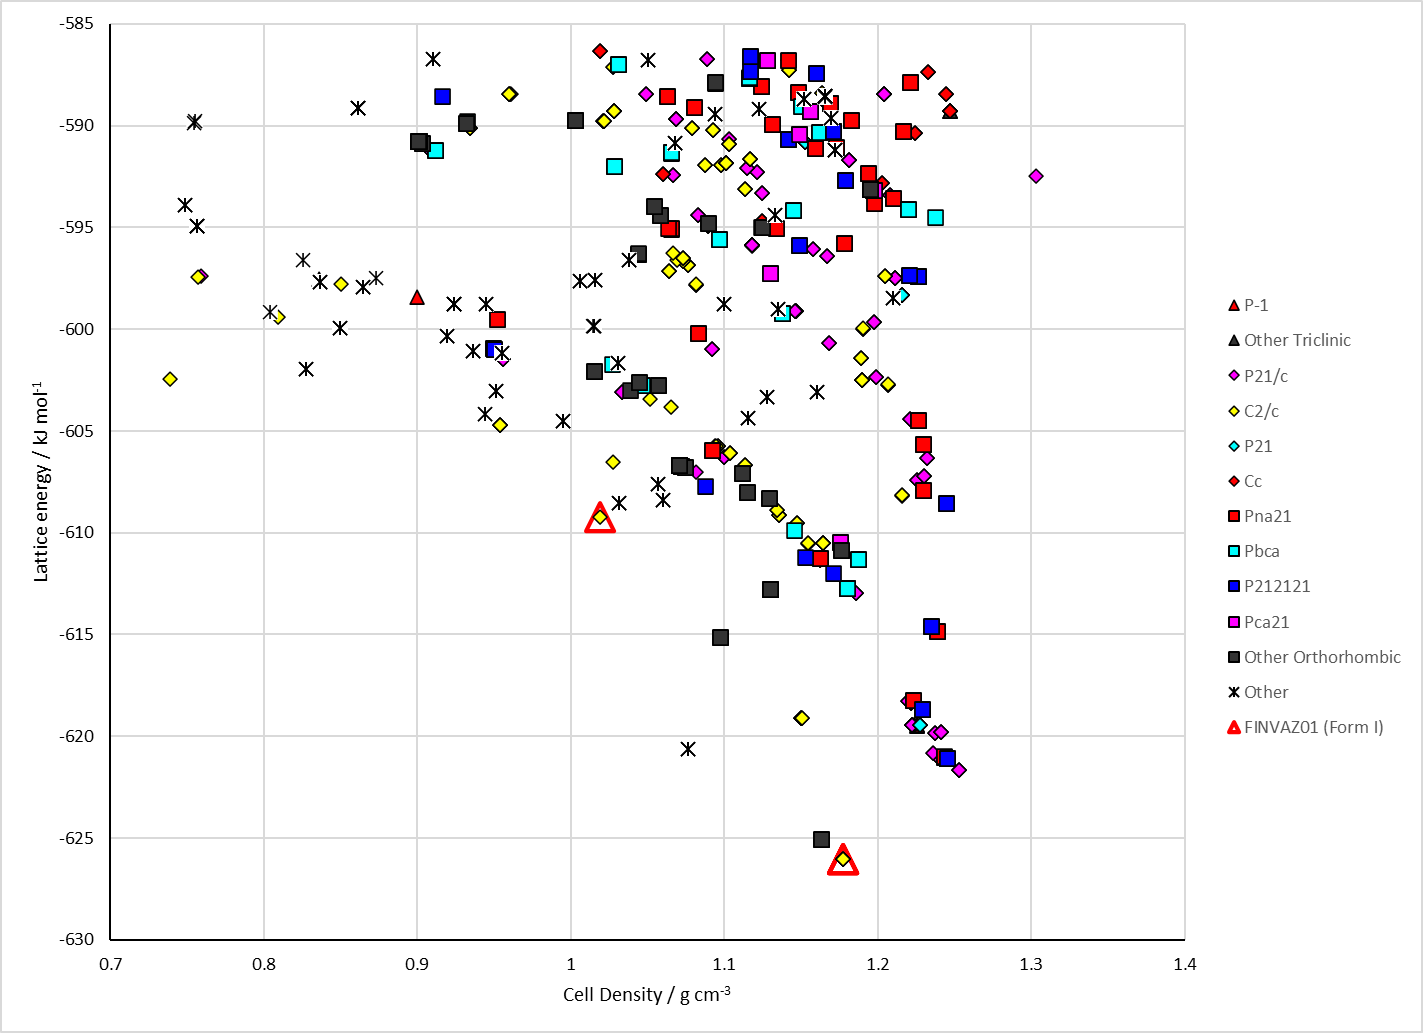 -585
-590
-595
-600
-605
-610
-615
-620
-625
-630
Lattice energy / kJ mol⁻¹
0.7 0.8 0.9 1 1.1 1.2 1.3 1.4
Cell Density / g cm⁻³
P-1
Other Triclinic
P21/c
C2/c
P21
Cc
Pna21
Pbca
P212121
Pca21
Other Orthorhombic
Other
FINVAZ01 (Form I)